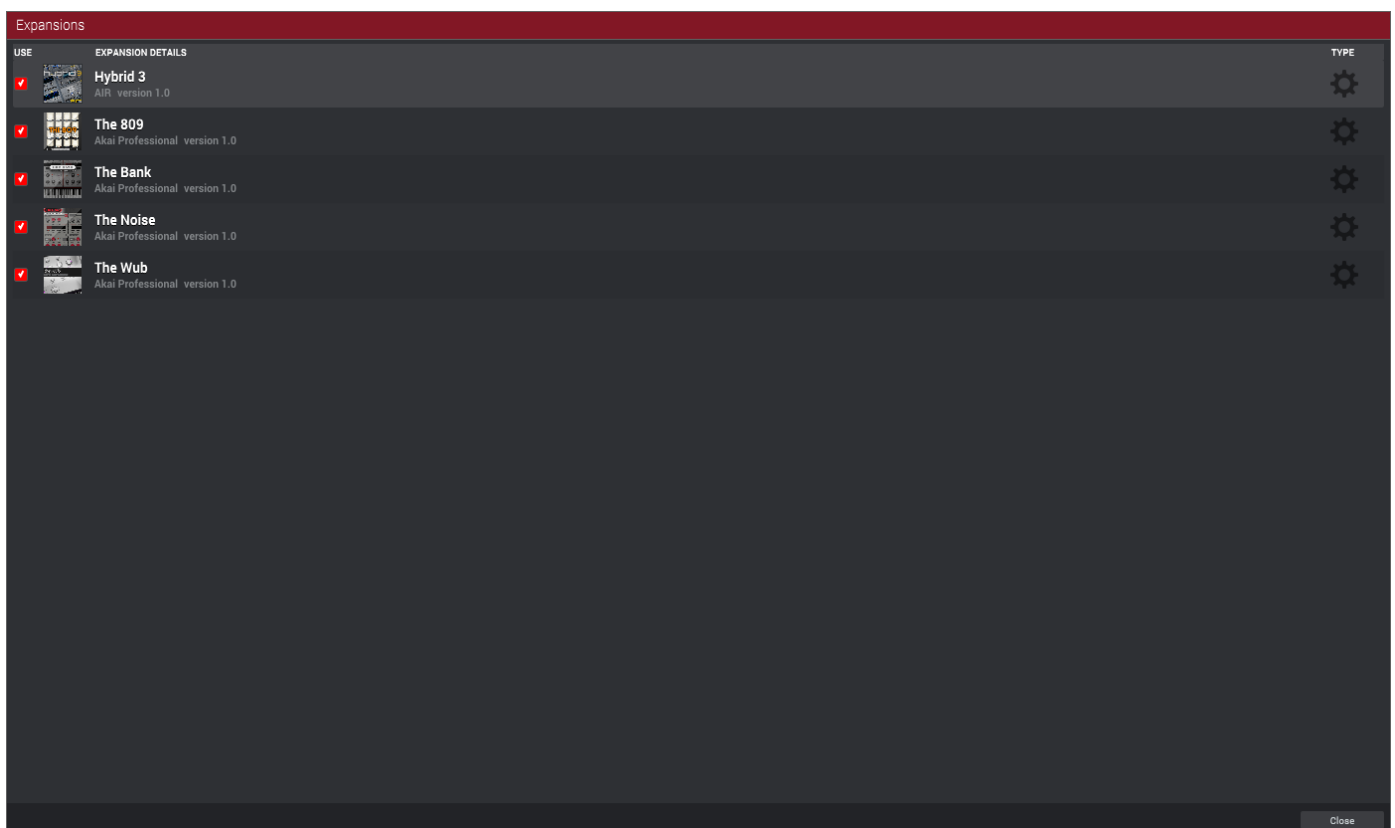 Expansions
USE EXPANSION DETAILS TYPE
Hybrid 3
AIR version 1.0
The 809
Akai Professional version 1.0
The Bank
Akai Professional version 1.0
The Noise
Akai Professional version 1.0
The Wub
Akai Professional version 1.0
Close